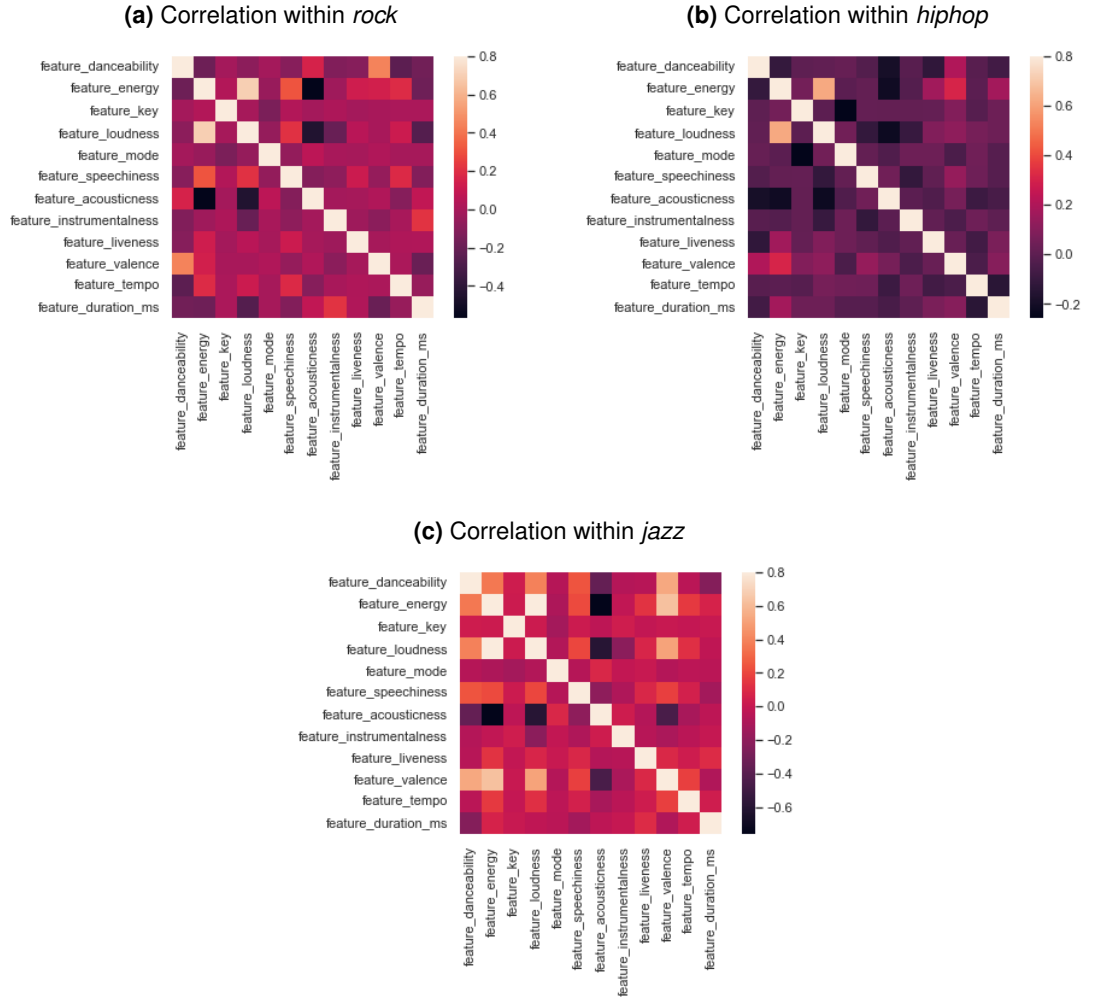 (a) Correlation within rock
feature_danceability
feature_energy
feature_key
feature_loudness
feature_mode
feature_speechiness
feature_acousticness
feature_instrumentalness
feature_liveness
feature_valence
feature_tempo
feature_duration_ms
feature_danceability
feature_energy
feature_key
feature_loudness
feature_mode
feature_speechiness
feature_acousticness
feature_instrumentalness
feature_liveness
feature_valence
feature_tempo
feature_duration_ms
0.8
0.6
0.4
0.2
0.0
−0.2
−0.4
(b) Correlation within hiphop
feature_danceability
feature_energy
feature_key
feature_loudness
feature_mode
feature_speechiness
feature_acousticness
feature_instrumentalness
feature_liveness
feature_valence
feature_tempo
feature_duration_ms
feature_danceability
feature_energy
feature_key
feature_loudness
feature_mode
feature_speechiness
feature_acousticness
feature_instrumentalness
feature_liveness
feature_valence
feature_tempo
feature_duration_ms
0.8
0.6
0.4
0.2
0.0
−0.2
(c) Correlation within jazz
feature_danceability
feature_energy
feature_key
feature_loudness
feature_mode
feature_speechiness
feature_acousticness
feature_instrumentalness
feature_liveness
feature_valence
feature_tempo
feature_duration_ms
feature_danceability
feature_energy
feature_key
feature_loudness
feature_mode
feature_speechiness
feature_acousticness
feature_instrumentalness
feature_liveness
feature_valence
feature_tempo
feature_duration_ms
0.8
0.6
0.4
0.2
0.0
−0.2
−0.4
−0.6